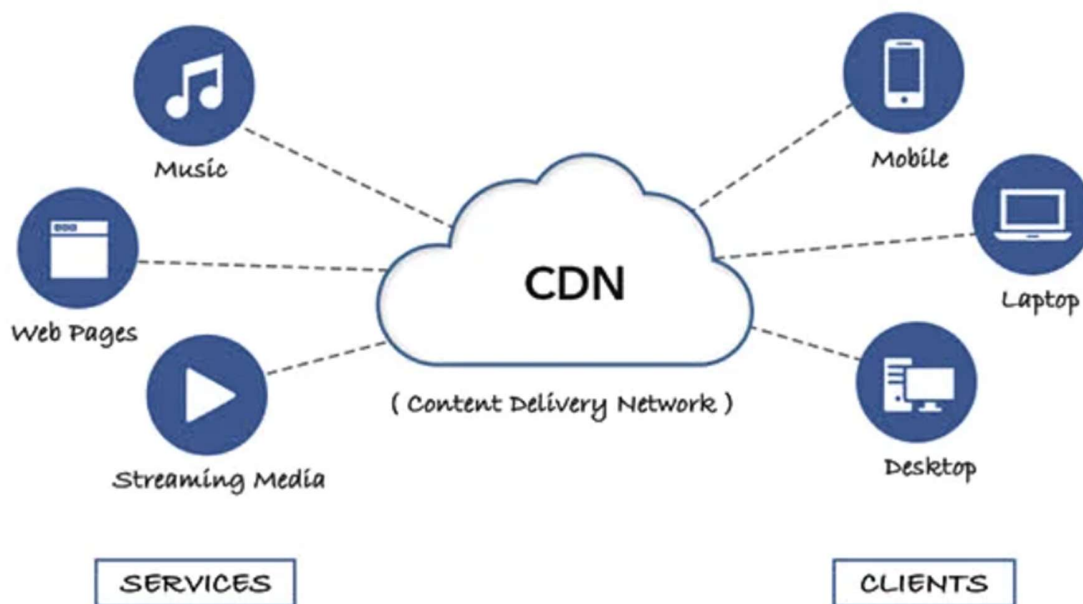 Music
Mobile
CDN
Web Pages
Laptop
( Content Delivery Network )
Streaming Media
Desktop
SERVICES
CLIENTS